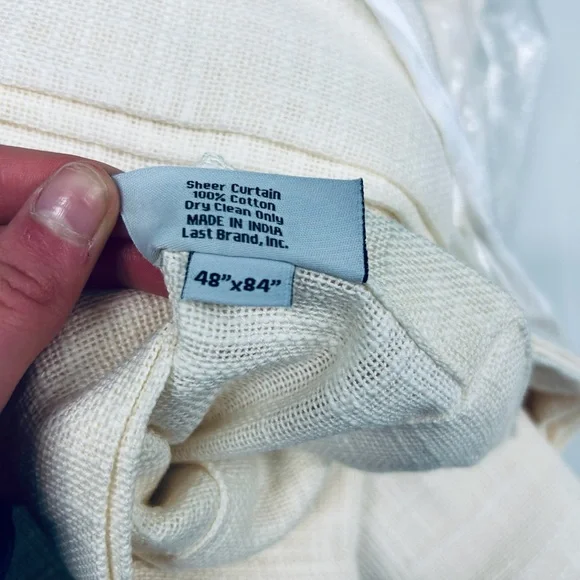 Sheer Curtain
100% Cotton
Dry Clean Only
MADE IN INDIA
Last Brand, Inc.
48"x84"